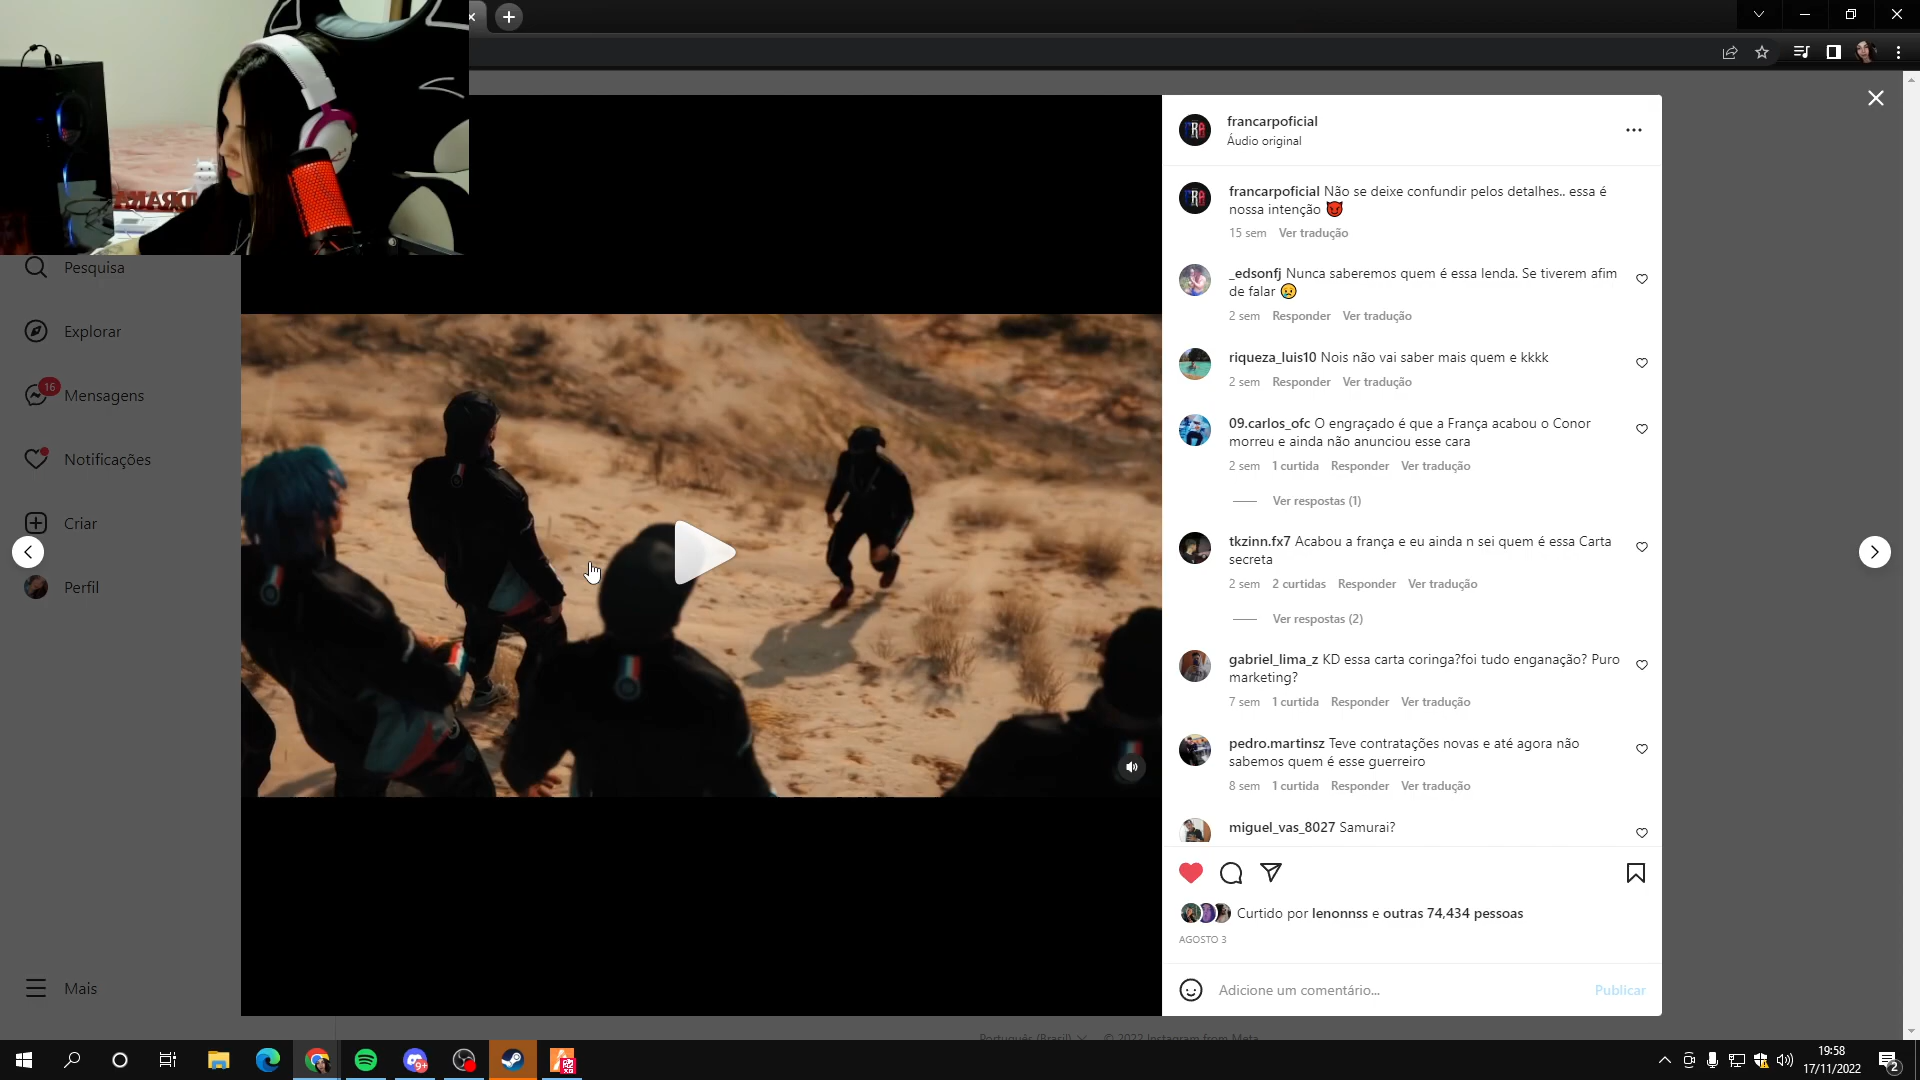 Pesquisa
Explorar
16
Mensagens
Notificações
Criar
Perfil
Mais
francarpoficial
Áudio original
francarpoficial Não se deixe confundir pelos detalhes.. essa é
nossa intenção 😈
15 sem Ver tradução
_edsonfj Nunca saberemos quem é essa lenda. Se tiverem afim
de falar 😥
2 sem Responder Ver tradução
riqueza_luis10 Nois não vai saber mais quem e kkkk
2 sem Responder Ver tradução
09.carlos_ofc O engraçado é que a França acabou o Conor
morreu e ainda não anunciou esse cara
2 sem 1 curtida Responder Ver tradução
Ver respostas (1)
tkzinn.fx7 Acabou a frança e eu ainda n sei quem é essa Carta
secreta
2 sem 2 curtidas Responder Ver tradução
Ver respostas (2)
gabriel_lima_z KD essa carta coringa?foi tudo enganação? Puro
marketing?
7 sem 1 curtida Responder Ver tradução
pedro.martinsz Teve contratações novas e até agora não
sabemos quem é esse guerreiro
8 sem 1 curtida Responder Ver tradução
miguel_vas_8027 Samurai?
Curtido por lenonnss e outras 74,434 pessoas
AGOSTO 3
Adicione um comentário...
Publicar
Português (Brasil) © 2022 Instagram from Meta
9+
19:58
17/11/2022
2